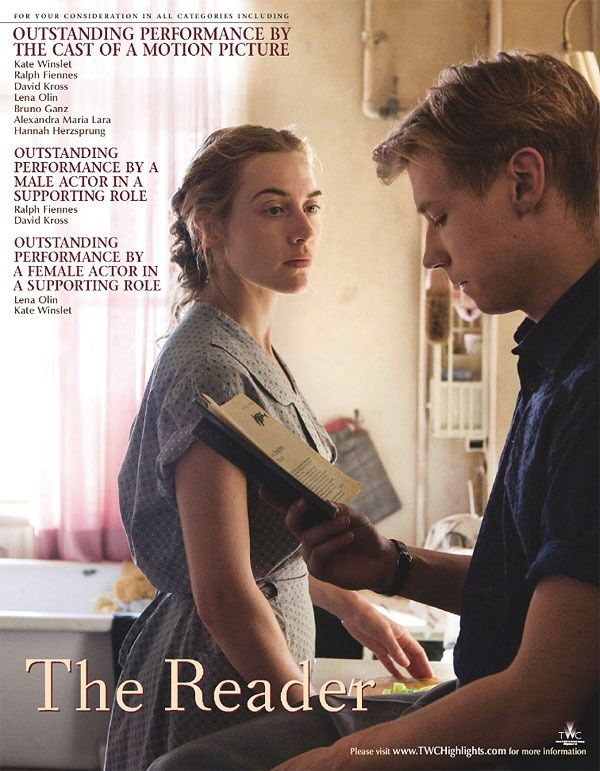 FOR YOUR CONSIDERATION IN ALL CATEGORIES INCLUDING
OUTSTANDING PERFORMANCE BY
THE CAST OF A MOTION PICTURE
Kate Winslet
Ralph Fiennes
David Kross
Lena Olin
Bruno Ganz
Alexandra Maria Lara
Hannah Herzsprung
OUTSTANDING
PERFORMANCE BY A
MALE ACTOR IN A
SUPPORTING ROLE
Ralph Fiennes
David Kross
OUTSTANDING
PERFORMANCE BY
A FEMALE ACTOR IN
A SUPPORTING ROLE
Lena Olin
Kate Winslet
The Reader
TWC
Please visit www.TWCHighlights.com for more information